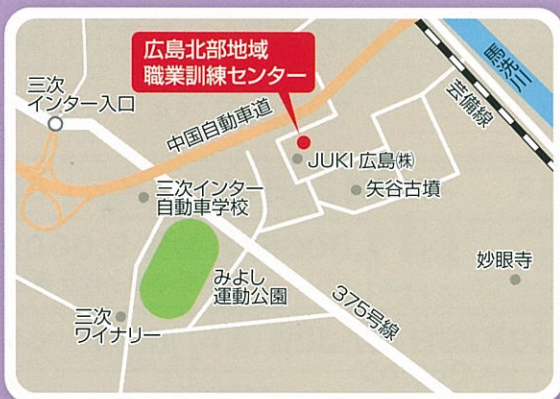 広島北部地域
職業訓練センター
三次
インター入口
中国自動車道
馬洗川
芸備線
JUKI 広島㈱
矢谷古墳
三次インター
自動車学校
みよし
運動公園
375号線
妙眼寺
三次
ワイナリー